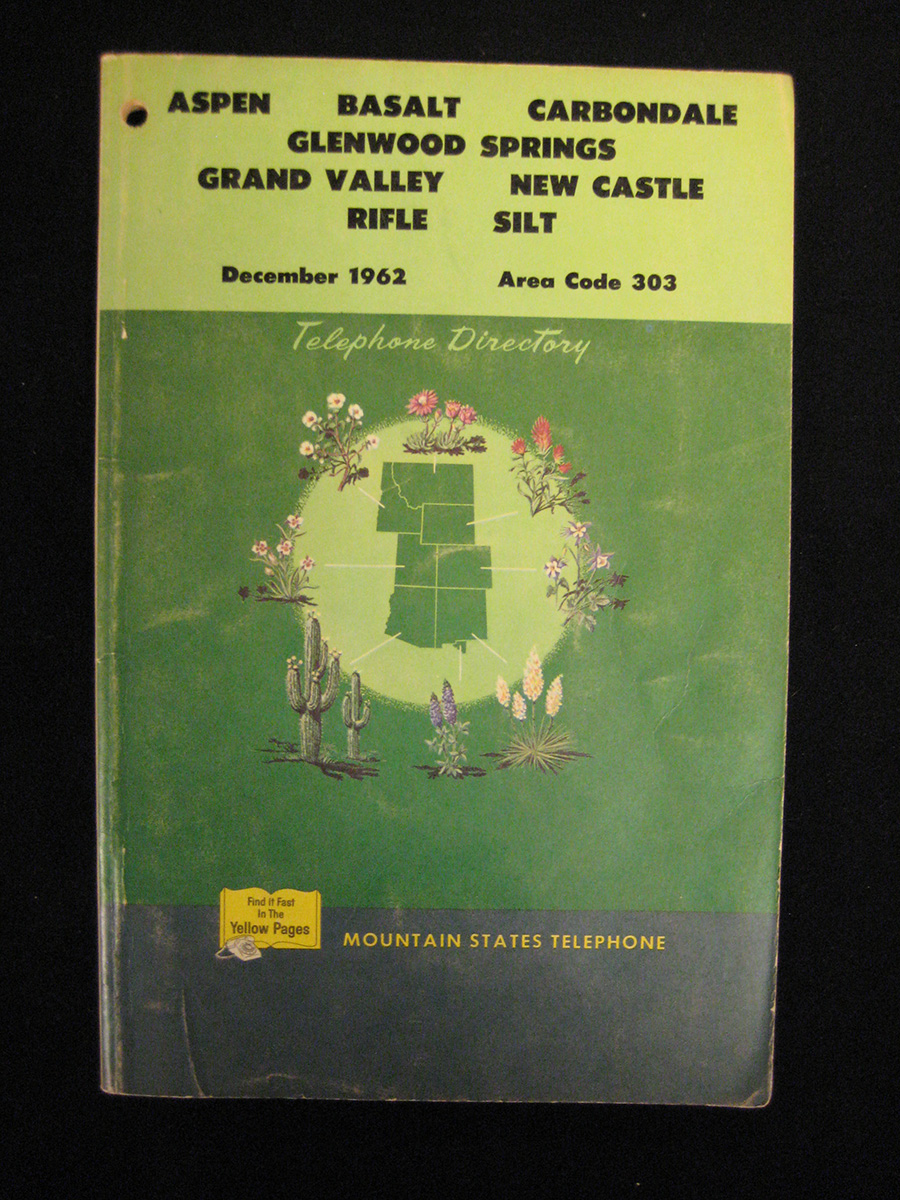 ASPEN BASALT CARBONDALE
GLENWOOD SPRINGS
GRAND VALLEY NEW CASTLE
RIFLE SILT
December 1962 Area Code 303
Telephone Directory
Find it Fast
In The
Yellow Pages
MOUNTAIN STATES TELEPHONE